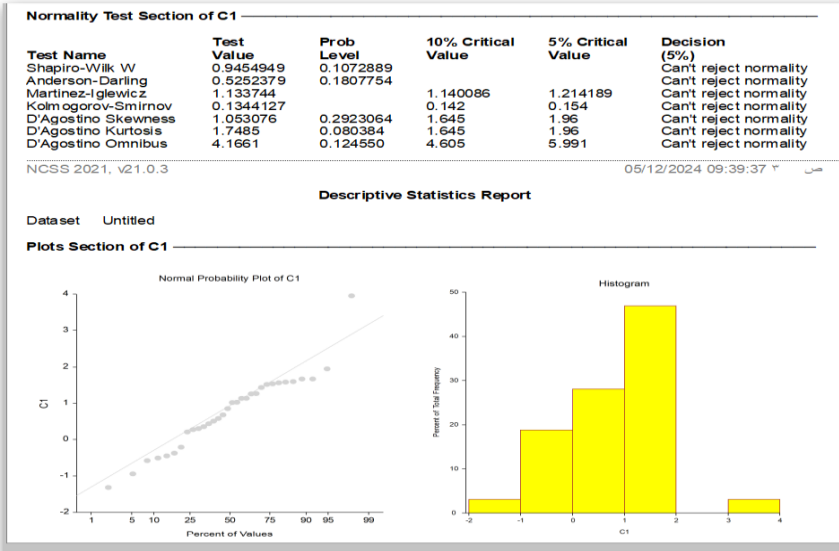 Normality Test Section of C1
Test Prob 10% Critical 5% Critical Decision
Test Name Value Level Value Value (5%)
Shapiro-Wilk W 0.9454949 0.1072889 Can't reject normality
Anderson-Darling 0.5252379 0.1807754 Can't reject normality
Martinez-Iglewicz 1.133744 1.140086 1.214189 Can't reject normality
Kolmogorov-Smirnov 0.1344127 0.142 0.154 Can't reject normality
D'Agostino Skewness 1.053076 0.2923064 1.645 1.96 Can't reject normality
D'Agostino Kurtosis 1.7485 0.080384 1.645 1.96 Can't reject normality
D'Agostino Omnibus 4.1661 0.124550 4.605 5.991 Can't reject normality
NCSS 2021, v21.0.3 05/12/2024 09:39:37 ٣ ص
Descriptive Statistics Report
Dataset Untitled
Plots Section of C1
Normal Probability Plot of C1
4
3
2
1
0
-1
-2
C1
1 5 10 25 50 75 90 95 99
Percent of Values
Histogram
50
40
30
20
10
0
Percent of Total Frequency
-2 -1 0 1 2 3 4
C1